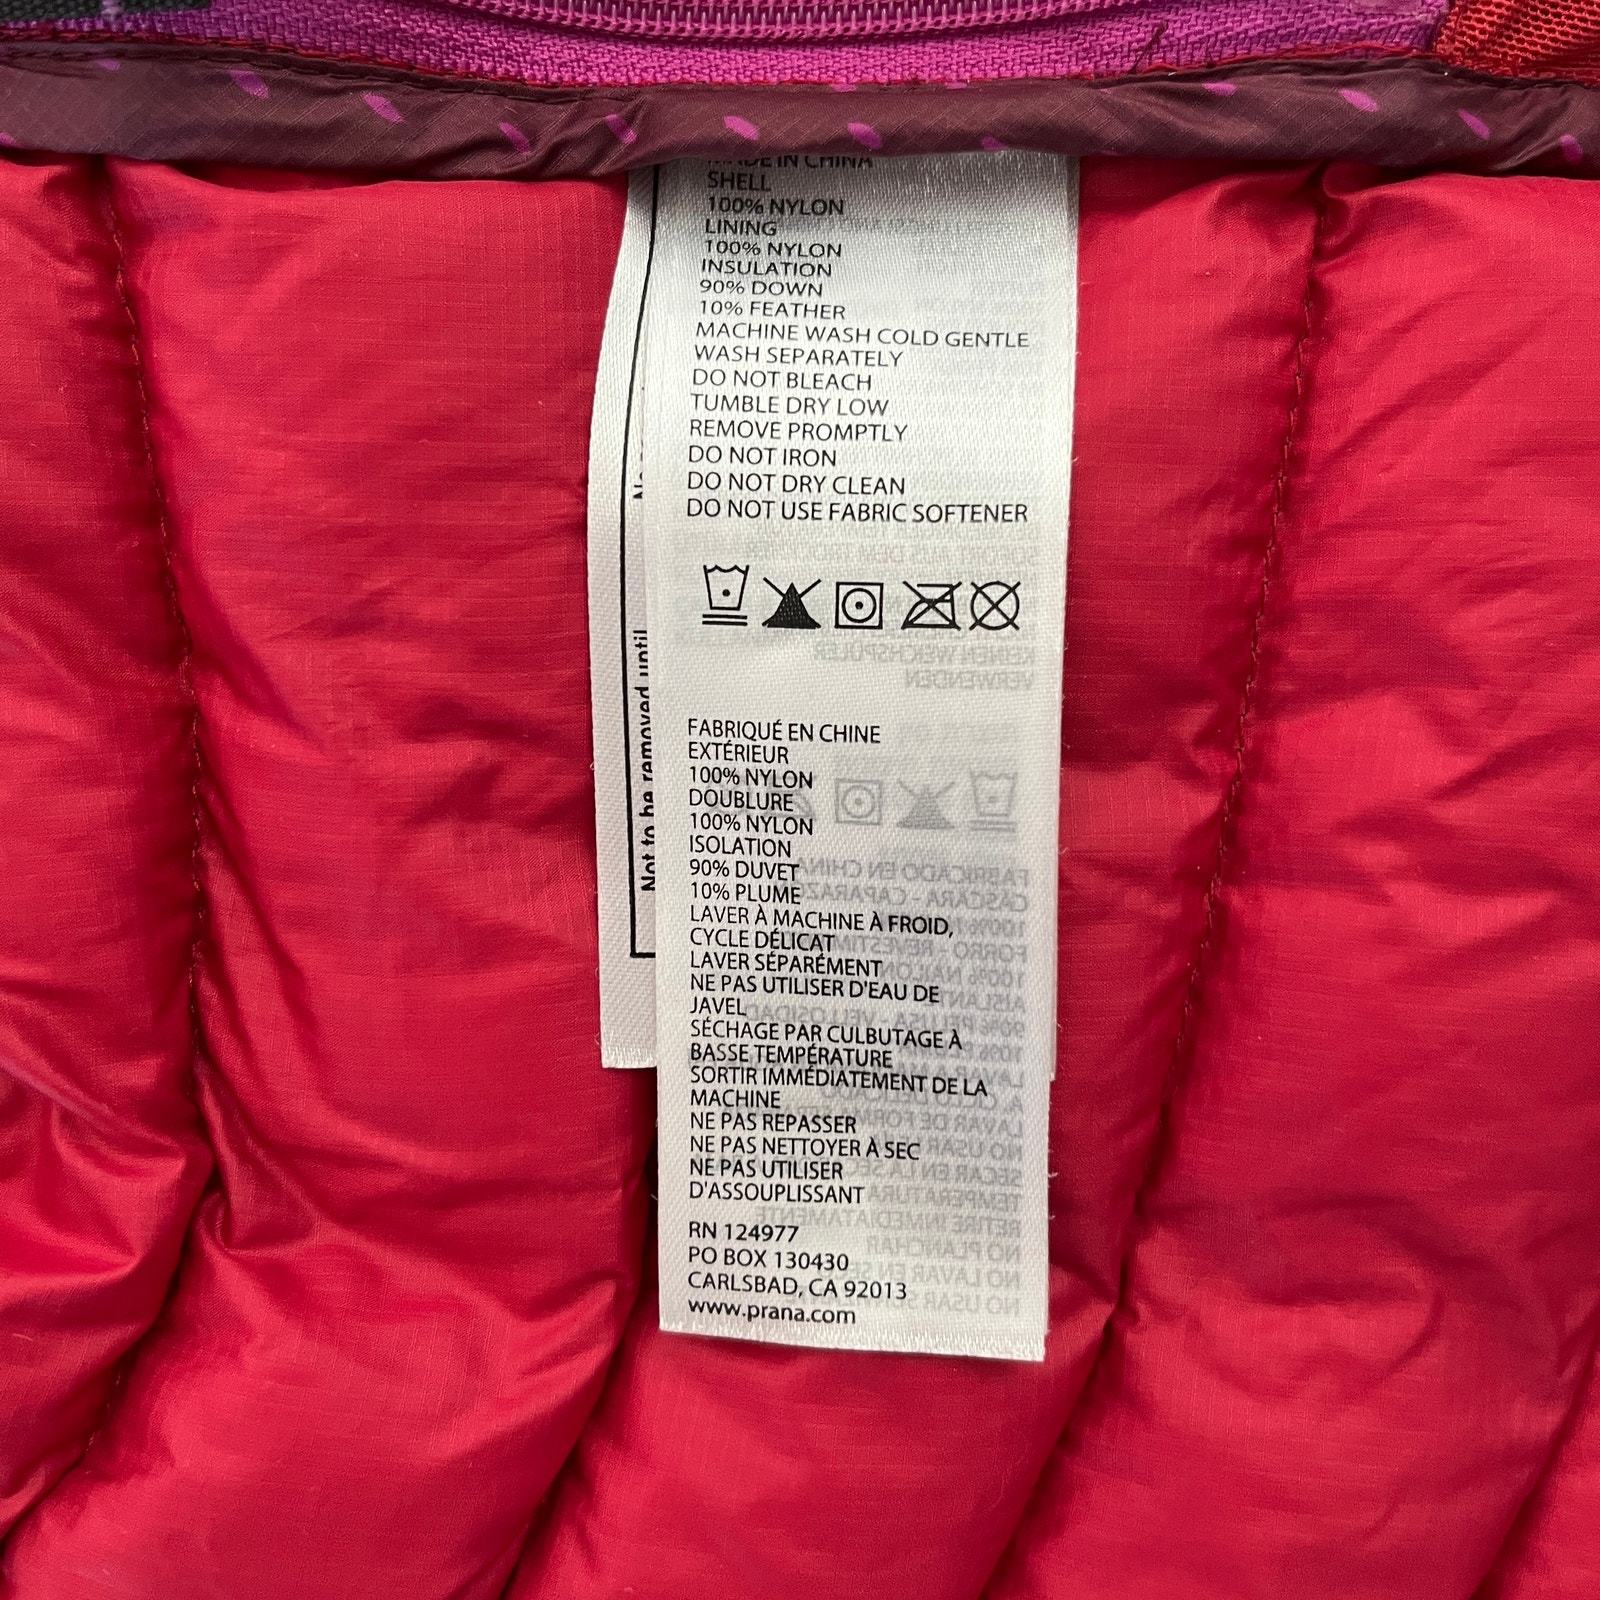 MADE IN CHINA
SHELL
100% NYLON
LINING
100% NYLON
INSULATION
90% DOWN
10% FEATHER
MACHINE WASH COLD GENTLE
WASH SEPARATELY
DO NOT BLEACH
TUMBLE DRY LOW
REMOVE PROMPTLY
DO NOT IRON
DO NOT DRY CLEAN
DO NOT USE FABRIC SOFTENER
FABRIQUÉ EN CHINE
EXTÉRIEUR
100% NYLON
DOUBLURE
100% NYLON
ISOLATION
90% DUVET
10% PLUME
LAVER À MACHINE À FROID,
CYCLE DÉLICAT
LAVER SÉPARÉMENT
NE PAS UTILISER D'EAU DE
JAVEL
SÉCHAGE PAR CULBUTAGE À
BASSE TEMPÉRATURE
SORTIR IMMÉDIATEMENT DE LA
MACHINE
NE PAS REPASSER
NE PAS NETTOYER À SEC
NE PAS UTILISER
D'ASSOUPLISSANT
RN 124977
PO BOX 130430
CARLSBAD, CA 92013
www.prana.com
Not to be removed until